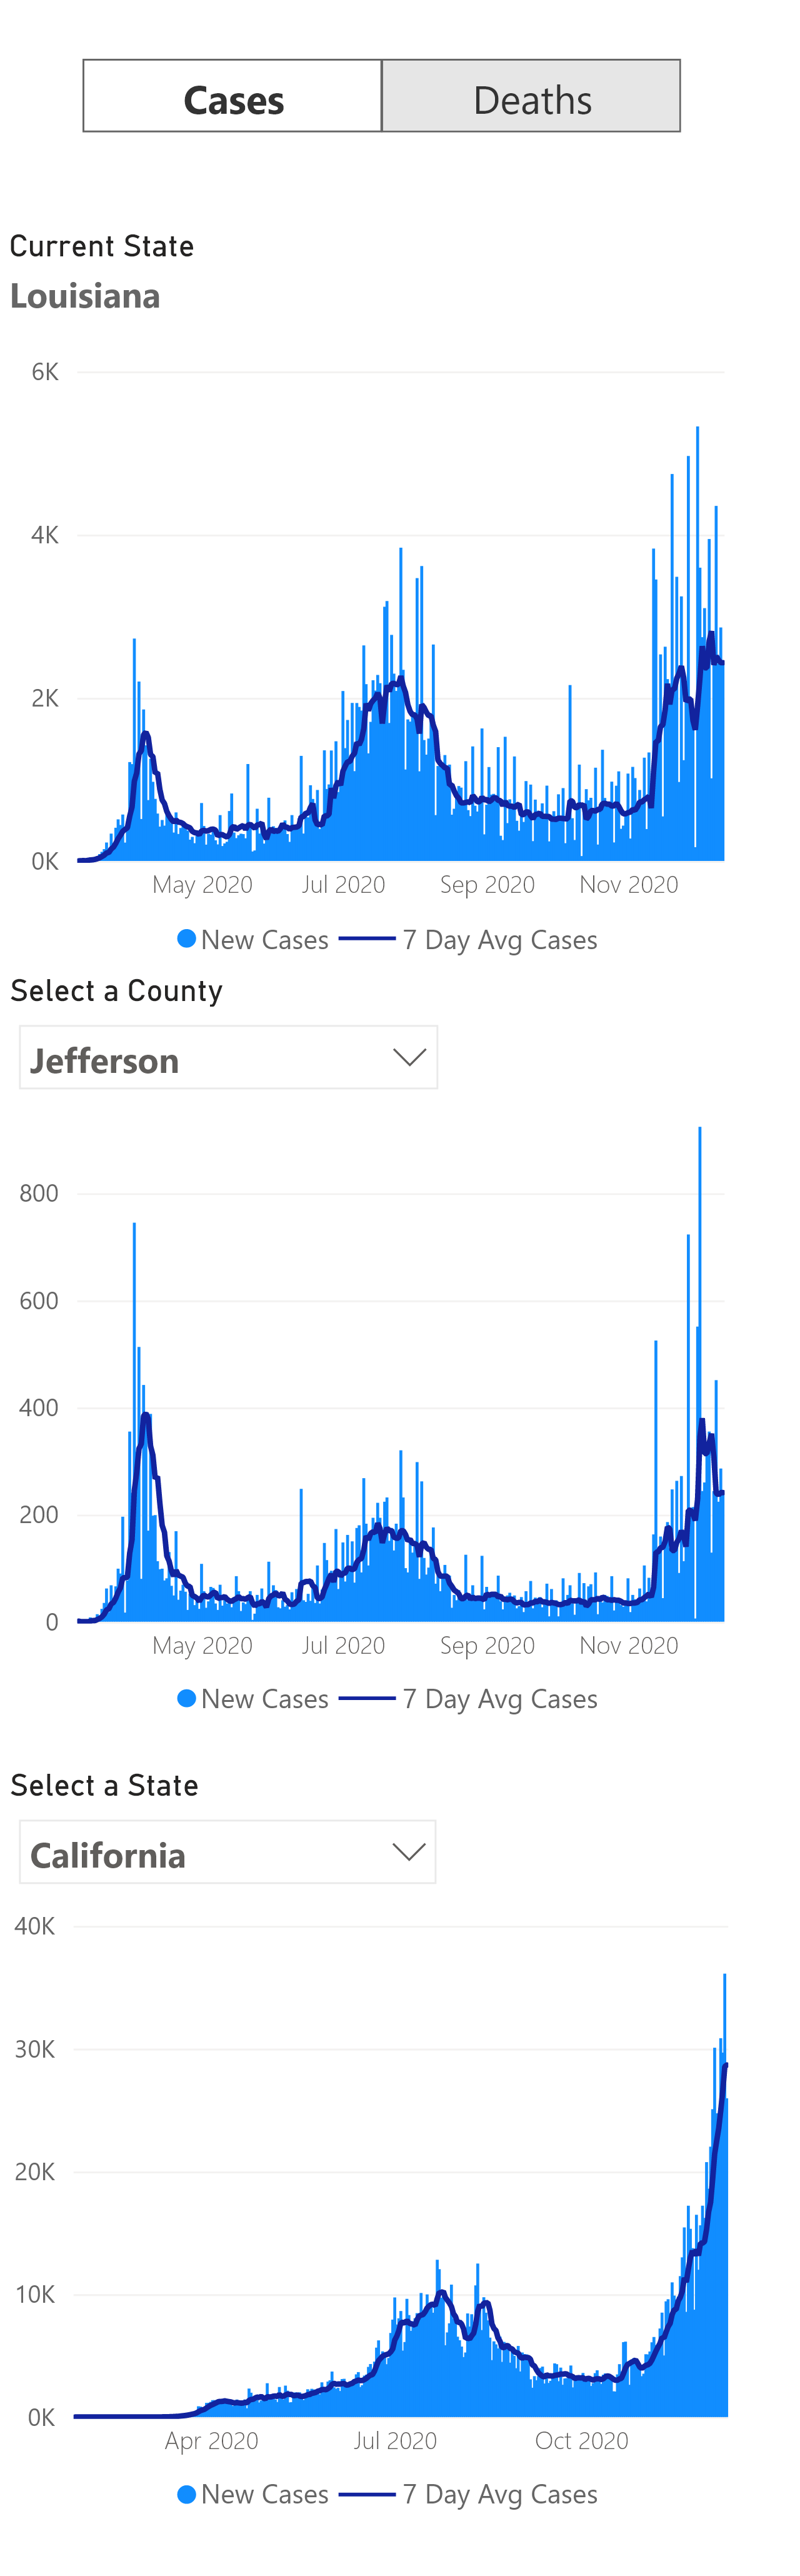 Cases Deaths
Current State
Louisiana
6K
4K
2K
0K
May 2020 Jul 2020 Sep 2020 Nov 2020
New Cases 7 Day Avg Cases
Select a County
Jefferson
800
600
400
200
0
May 2020 Jul 2020 Sep 2020 Nov 2020
New Cases 7 Day Avg Cases
Select a State
California
40K
30K
20K
10K
0K
Apr 2020 Jul 2020 Oct 2020
New Cases 7 Day Avg Cases